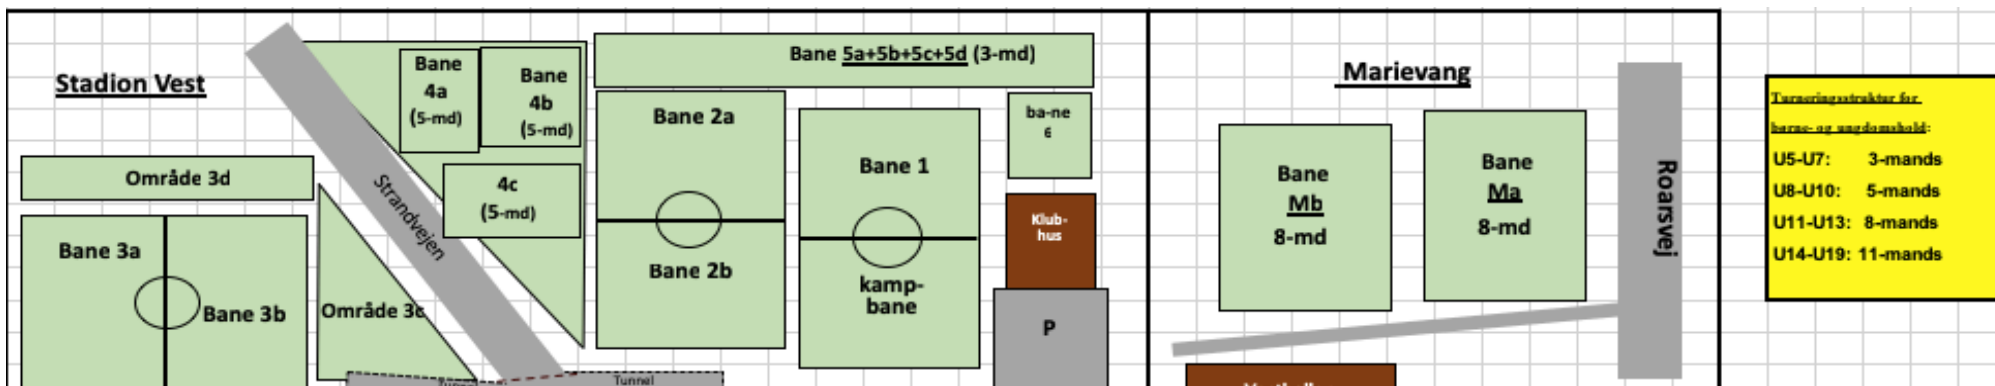 Stadion Vest
Område 3d
Bane 3a
Bane 3b
Område 3c
Strandvejen
Bane
4a
(5-md)
Bane
4b
(5-md)
4c
(5-md)
Bane 5a+5b+5c+5d (3-md)
Bane 2a
Bane 2b
Bane 1
kamp-
bane
ba-ne
6
Klub-
hus
P
Tunnel
Marievang
Bane
Mb
8-md
Bane
Ma
8-md
Roarsvej
Turneringsstruktur for
børne- og ungdomshold:
U5-U7: 3-mands
U8-U10: 5-mands
U11-U13: 8-mands
U14-U19: 11-mands